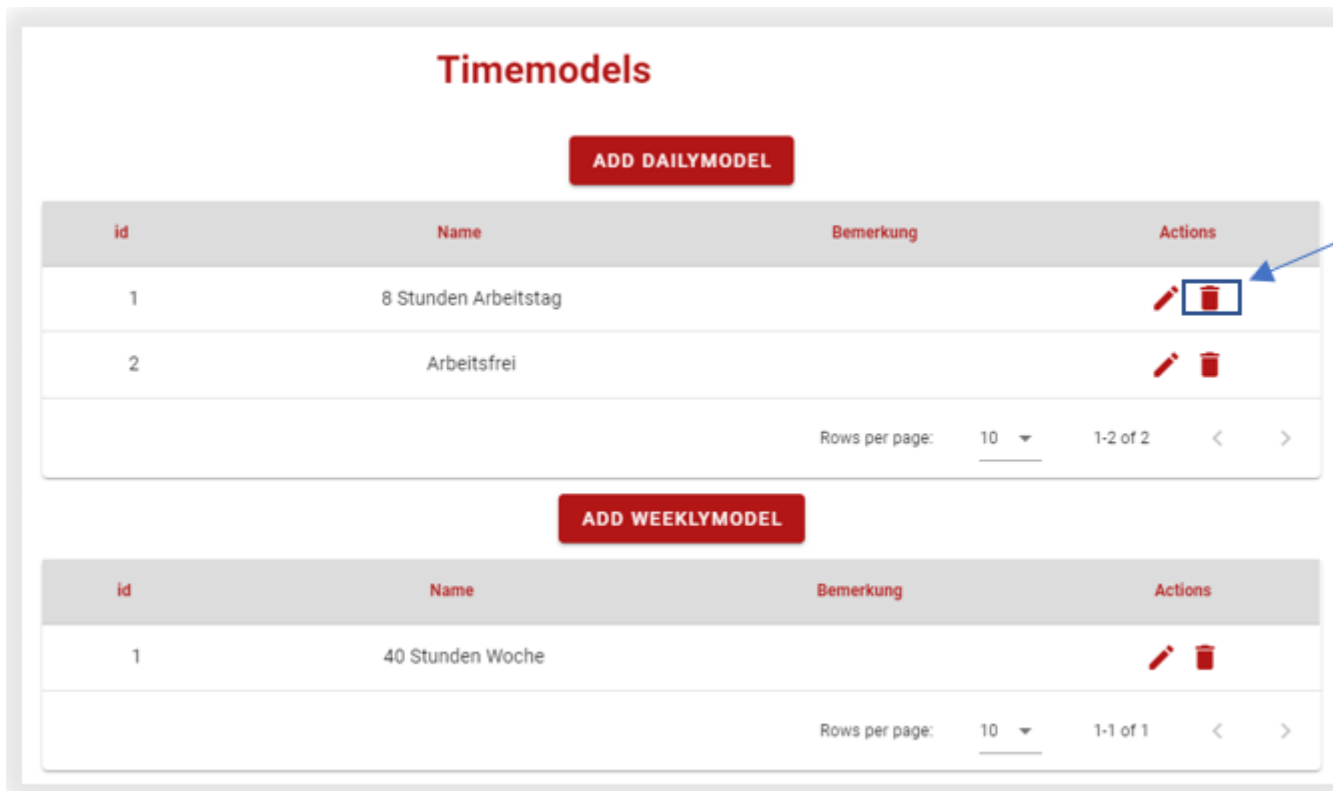 Timemodels
ADD DAILYMODEL
id Name Bemerkung Actions
1 8 Stunden Arbeitstag
2 Arbeitsfrei
Rows per page: 10 1-2 of 2
ADD WEEKLYMODEL
id Name Bemerkung Actions
1 40 Stunden Woche
Rows per page: 10 1-1 of 1